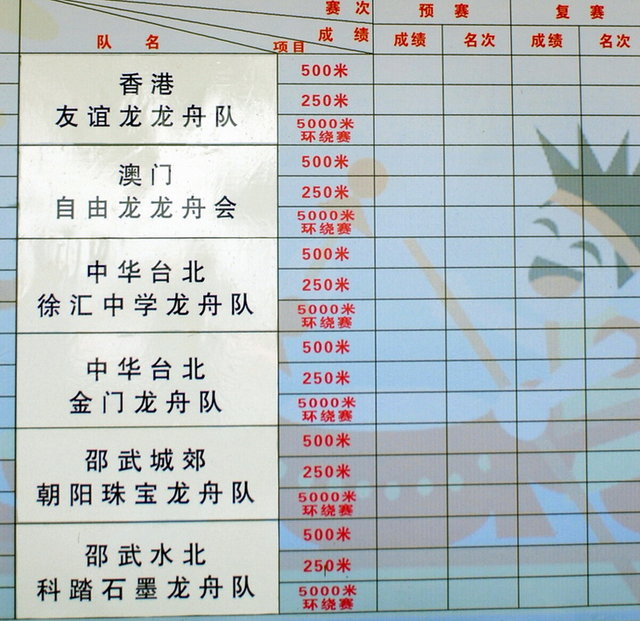 赛次 预赛 复赛
成绩 成绩 名次 成绩 名次
队名 项目
香港
友谊龙龙舟队
500米
250米
5000米
环绕赛
澳门
自由龙龙舟会
500米
250米
5000米
环绕赛
中华台北
徐汇中学龙舟队
500米
250米
5000米
环绕赛
中华台北
金门龙舟队
500米
250米
5000米
环绕赛
邵武城郊
朝阳珠宝龙舟队
500米
250米
5000米
环绕赛
邵武水北
科踏石墨龙舟队
500米
250米
5000米
环绕赛